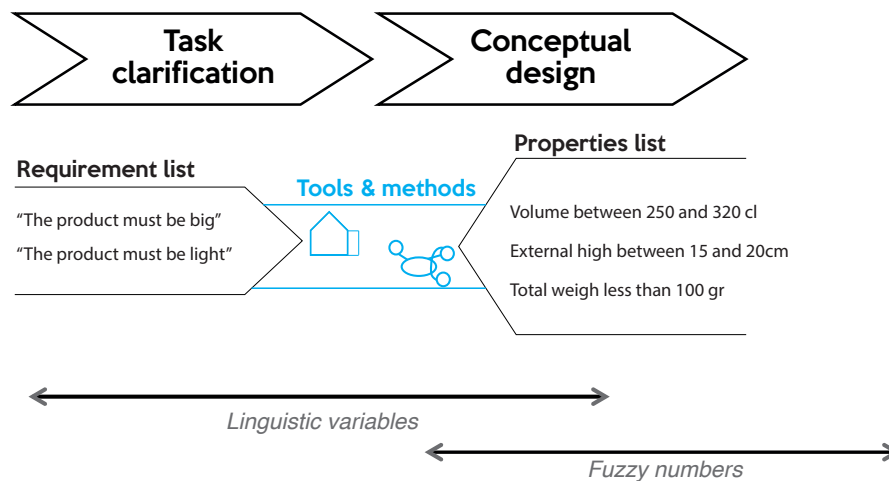 Task
clarification
Conceptual
design
Requirement list
Tools & methods
Properties list
“The product must be big”
“The product must be light”
Volume between 250 and 320 cl
External high between 15 and 20cm
Total weigh less than 100 gr
Linguistic variables
Fuzzy numbers